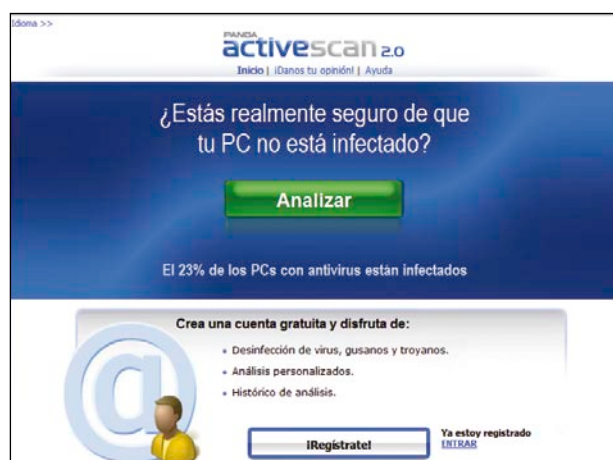 Idioma >>
PANDA
activescan 2.0
Inicio | ¡Danos tu opinión! | Ayuda
¿Estás realmente seguro de que
tu PC no está infectado?
Analizar
El 23% de los PCs con antivirus están infectados
Crea una cuenta gratuita y disfruta de:
• Desinfección de virus, gusanos y troyanos.
• Análisis personalizados.
• Histórico de análisis.
¡Regístrate!
Ya estoy registrado
ENTRAR